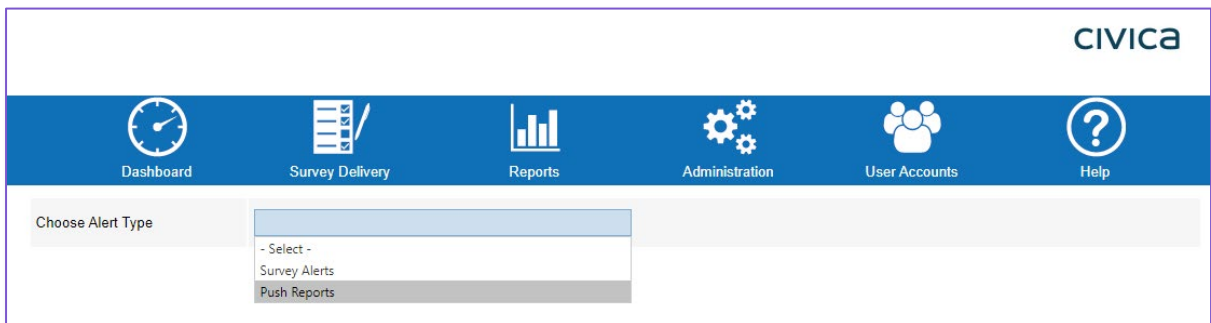 civica
Dashboard
Survey Delivery
Reports
Administration
User Accounts
Help
Choose Alert Type
- Select -
Survey Alerts
Push Reports